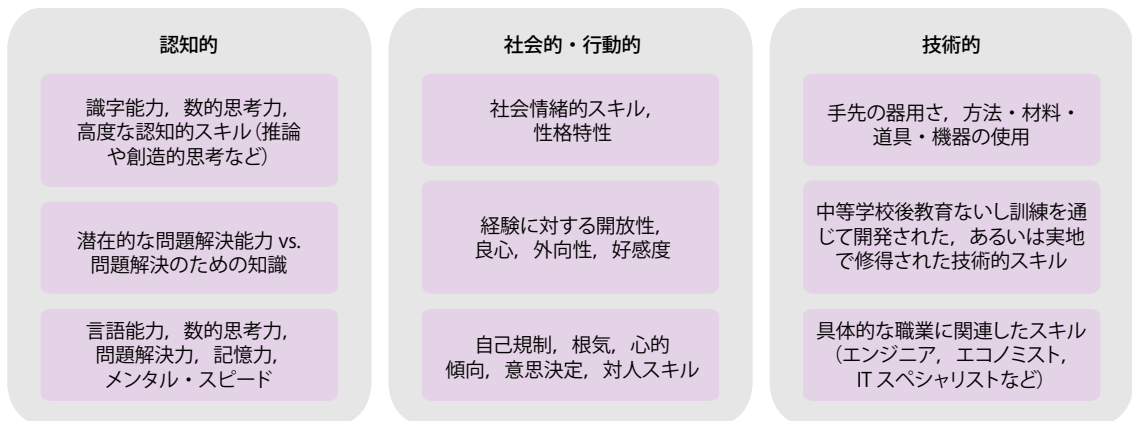 認知的
識字能力，数的思考力，
高度な認知的スキル（推論
や創造的思考など）
潜在的な問題解決能力 vs.
問題解決のための知識
言語能力，数的思考力，
問題解決力，記憶力，
メンタル・スピード
社会的・行動的
社会情緒的スキル，
性格特性
経験に対する開放性，
良心，外向性，好感度
自己規制，根気，心的
傾向，意思決定，対人スキル
技術的
手先の器用さ，方法・材料・
道具・機器の使用
中等学校後教育ないし訓練を通
じて開発された，あるいは実地
で修得された技術的スキル
具体的な職業に関連したスキル
（エンジニア，エコノミスト，
IT スペシャリストなど）